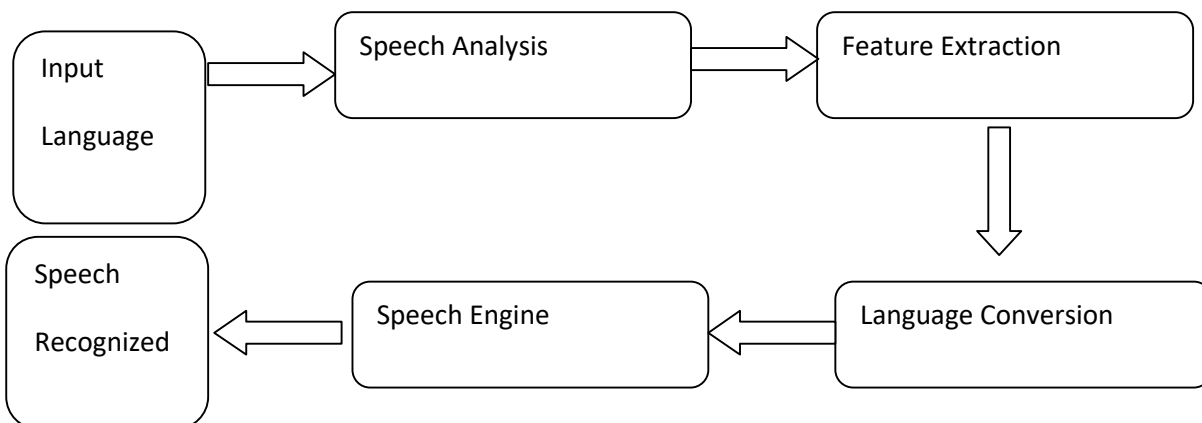 Input
Language
Speech Analysis
Feature Extraction
Language Conversion
Speech Engine
Speech
Recognized